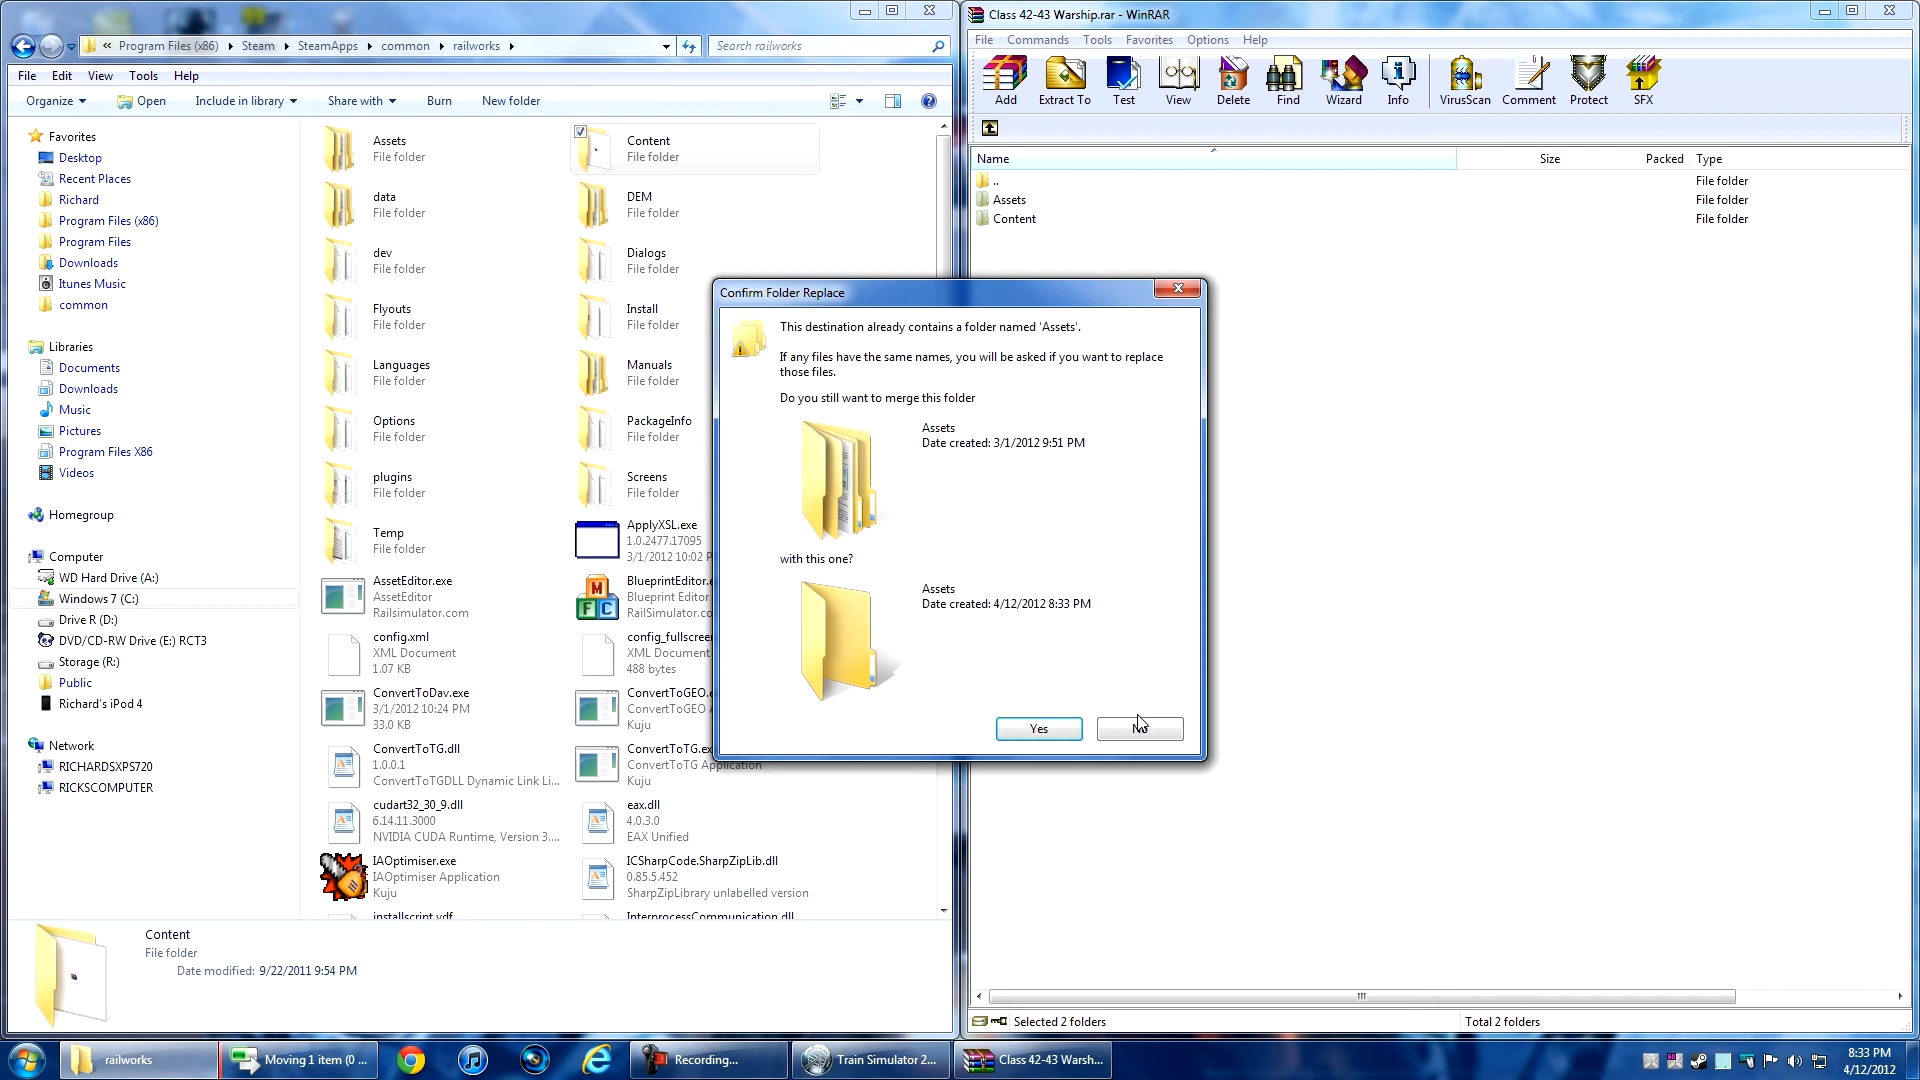 « Program Files (x86) ▸ Steam ▸ SteamApps ▸ common ▸ railworks ▸
Search railworks
File Edit View Tools Help
Organize Open Include in library Share with Burn New folder
Favorites
Desktop
Recent Places
Richard
Program Files (x86)
Program Files
Downloads
Itunes Music
common
Libraries
Documents
Downloads
Music
Pictures
Program Files X86
Videos
Homegroup
Computer
WD Hard Drive (A:)
Windows 7 (C:)
Drive R (D:)
DVD/CD-RW Drive (E:) RCT3
Storage (R:)
Public
Richard's iPod 4
Network
RICHARDSXPS720
RICKSCOMPUTER
Assets
File folder
Content
File folder
data
File folder
DEM
File folder
dev
File folder
Dialogs
File folder
Flyouts
File folder
Install
File folder
Languages
File folder
Manuals
File folder
Options
File folder
PackageInfo
File folder
plugins
File folder
Screens
File folder
Temp
File folder
ApplyXSL.exe
1.0.2477.17095
3/1/2012 10:02 P
AssetEditor.exe
AssetEditor
Railsimulator.com
BlueprintEditor.e
Blueprint Editor
RailSimulator.co
config.xml
XML Document
1.07 KB
config_fullscreen
XML Document
488 bytes
ConvertToDav.exe
3/1/2012 10:24 PM
33.0 KB
ConvertToGEO.e
ConvertToGEO A
Kuju
ConvertToTG.dll
1.0.0.1
ConvertToTGDLL Dynamic Link Li...
ConvertToTG.exe
ConvertToTG Application
Kuju
cudart32_30_9.dll
6.14.11.3000
NVIDIA CUDA Runtime, Version 3....
eax.dll
4.0.3.0
EAX Unified
IAOptimiser.exe
IAOptimiser Application
Kuju
ICSharpCode.SharpZipLib.dll
0.85.5.452
SharpZipLibrary unlabelled version
installscript.vdf
InterprocessCommunication.dll
Content
File folder
Date modified: 9/22/2011 9:54 PM
Class 42-43 Warship.rar - WinRAR
File Commands Tools Favorites Options Help
Add Extract To Test View Delete Find Wizard Info VirusScan Comment Protect SFX
Name Size Packed Type
.. File folder
Assets File folder
Content File folder
Selected 2 folders Total 2 folders
Confirm Folder Replace
This destination already contains a folder named 'Assets'.
If any files have the same names, you will be asked if you want to replace
those files.
Do you still want to merge this folder
Assets
Date created: 3/1/2012 9:51 PM
with this one?
Assets
Date created: 4/12/2012 8:33 PM
Yes No
railworks Moving 1 item (0 ... Recording... Train Simulator 2... Class 42-43 Warsh...
8:33 PM
4/12/2012